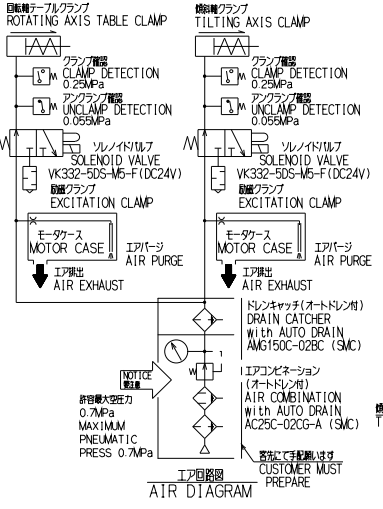 回転軸テーブルクランプ
ROTATING AXIS TABLE CLAMP
傾斜軸クランプ
TILTING AXIS CLAMP
クランプ確認
CLAMP DETECTION
0.25MPa
クランプ確認
CLAMP DETECTION
0.25MPa
アンクランプ確認
UNCLAMP DETECTION
0.055MPa
アンクランプ確認
UNCLAMP DETECTION
0.055MPa
ソレノイドバルブ
SOLENOID VALVE
VK332-5DS-M5-F(DC24V)
ソレノイドバルブ
SOLENOID VALVE
VK332-5DS-M5-F(DC24V)
励磁クランプ
EXCITATION CLAMP
励磁クランプ
EXCITATION CLAMP
モータケース
MOTOR CASE
エアパージ
AIR PURGE
モータケース
MOTOR CASE
エアパージ
AIR PURGE
エア排出
AIR EXHAUST
エア排出
AIR EXHAUST
ドレンキャッチ(オートドレン付)
DRAIN CATCHER
with AUTO DRAIN
AMG150C-02BC (SMC)
NOTICE
要注意
エアコンビネーション
(オートドレン付)
AIR COMBINATION
with AUTO DRAIN
AC25C-02CG-A (SMC)
許容最大空圧力
0.7MPa
MAXIMUM
PNEUMATIC
PRESS 0.7MPa
客先にて手配願います
CUSTOMER MUST
PREPARE
エア回路図
AIR DIAGRAM